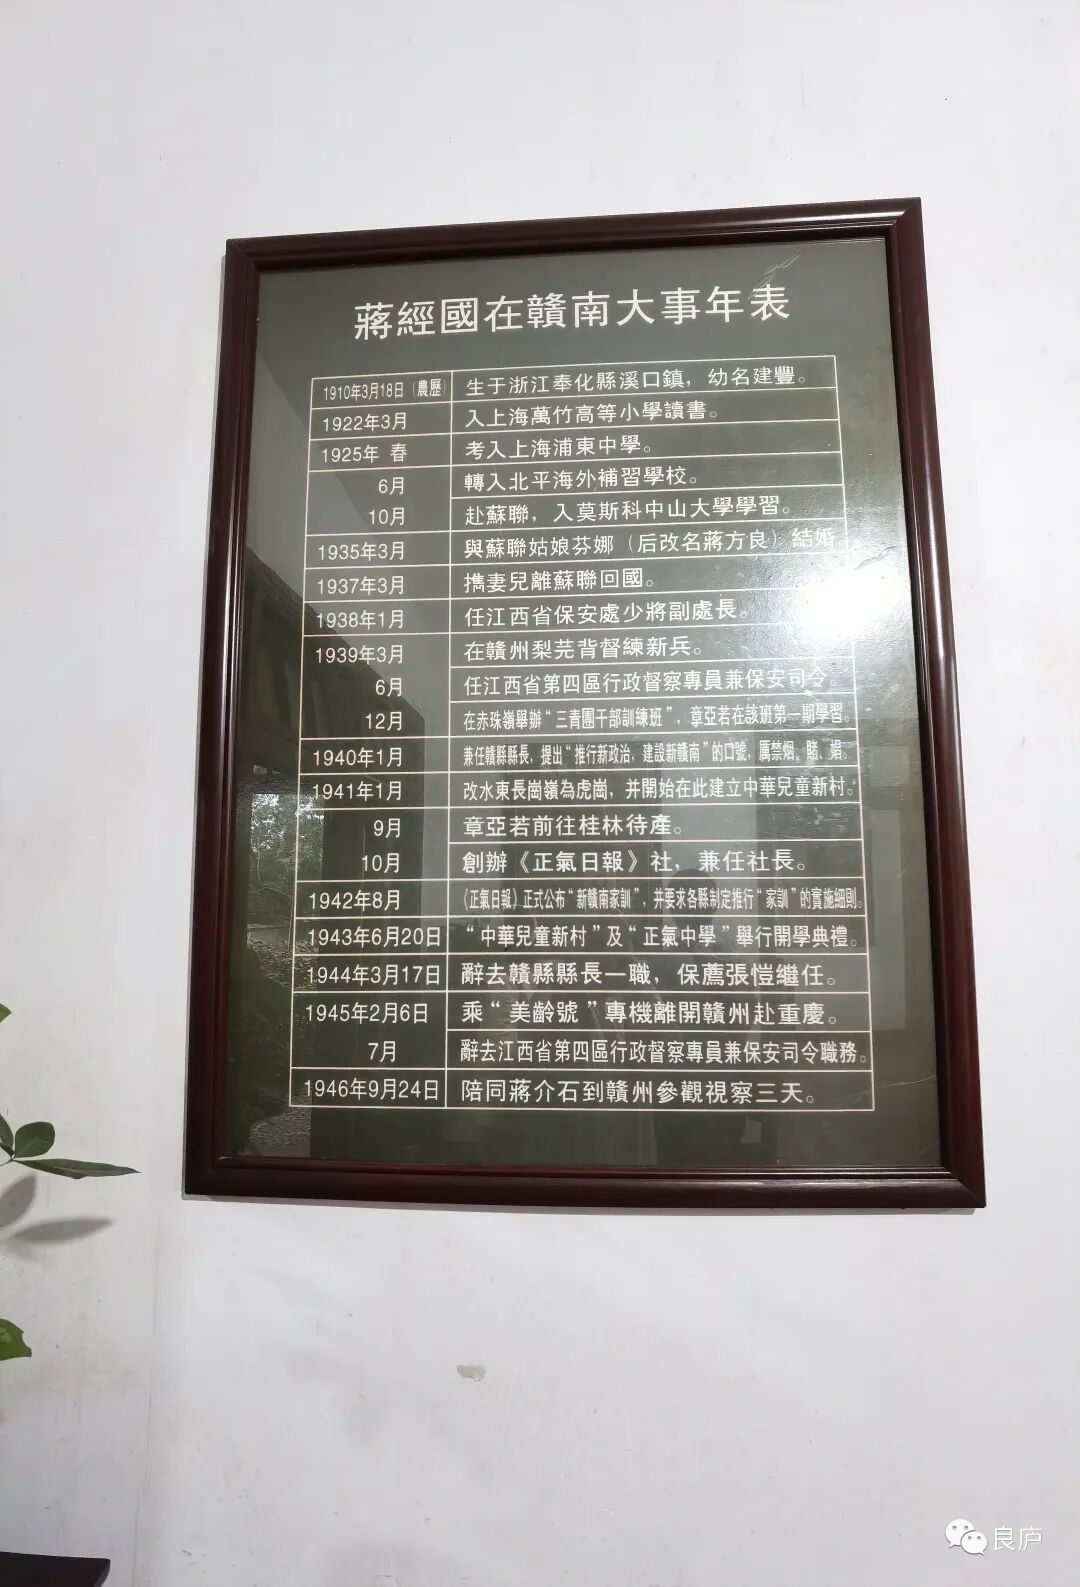 蔣經國在贛南大事年表
1910年3月18日（農歷） 生于浙江奉化縣溪口鎮，幼名建豐。
1922年3月 入上海萬竹高等小學讀書。
1925年 春 考入上海浦東中學。
6月 轉入北平海外補習學校。
10月 赴蘇聯，入莫斯科中山大學學習。
1935年3月 與蘇聯姑娘芬娜（后改名蔣方良）結婚。
1937年3月 攜妻兒離蘇聯回國。
1938年1月 任江西省保安處少將副處長。
1939年3月 在贛州梨芫背督練新兵。
6月 任江西省第四區行政督察專員兼保安司令
12月 在赤珠嶺舉辦“三青團干部訓練班”，章亞若在該班第一期學習。
1940年1月 兼任贛縣縣長，提出“推行新政治，建設新贛南”的口號，厲禁烟、賭、娼。
1941年1月 改水東長崗嶺為虎崗，并開始在此建立中華兒童新村。
9月 章亞若前往桂林待產。
10月 創辦《正氣日報》社，兼任社長。
1942年8月 《正氣日報》正式公布“新贛南家訓”，并要求各縣制定推行“家訓”的實施細則。
1943年6月20日 “中華兒童新村”及“正氣中學”舉行開學典禮。
1944年3月17日 辭去贛縣縣長一職，保薦張愷繼任。
1945年2月6日 乘“美齡號”專機離開贛州赴重慶。
7月 辭去江西省第四區行政督察專員兼保安司令職務。
1946年9月24日 陪同蔣介石到贛州參觀視察三天。
良庐